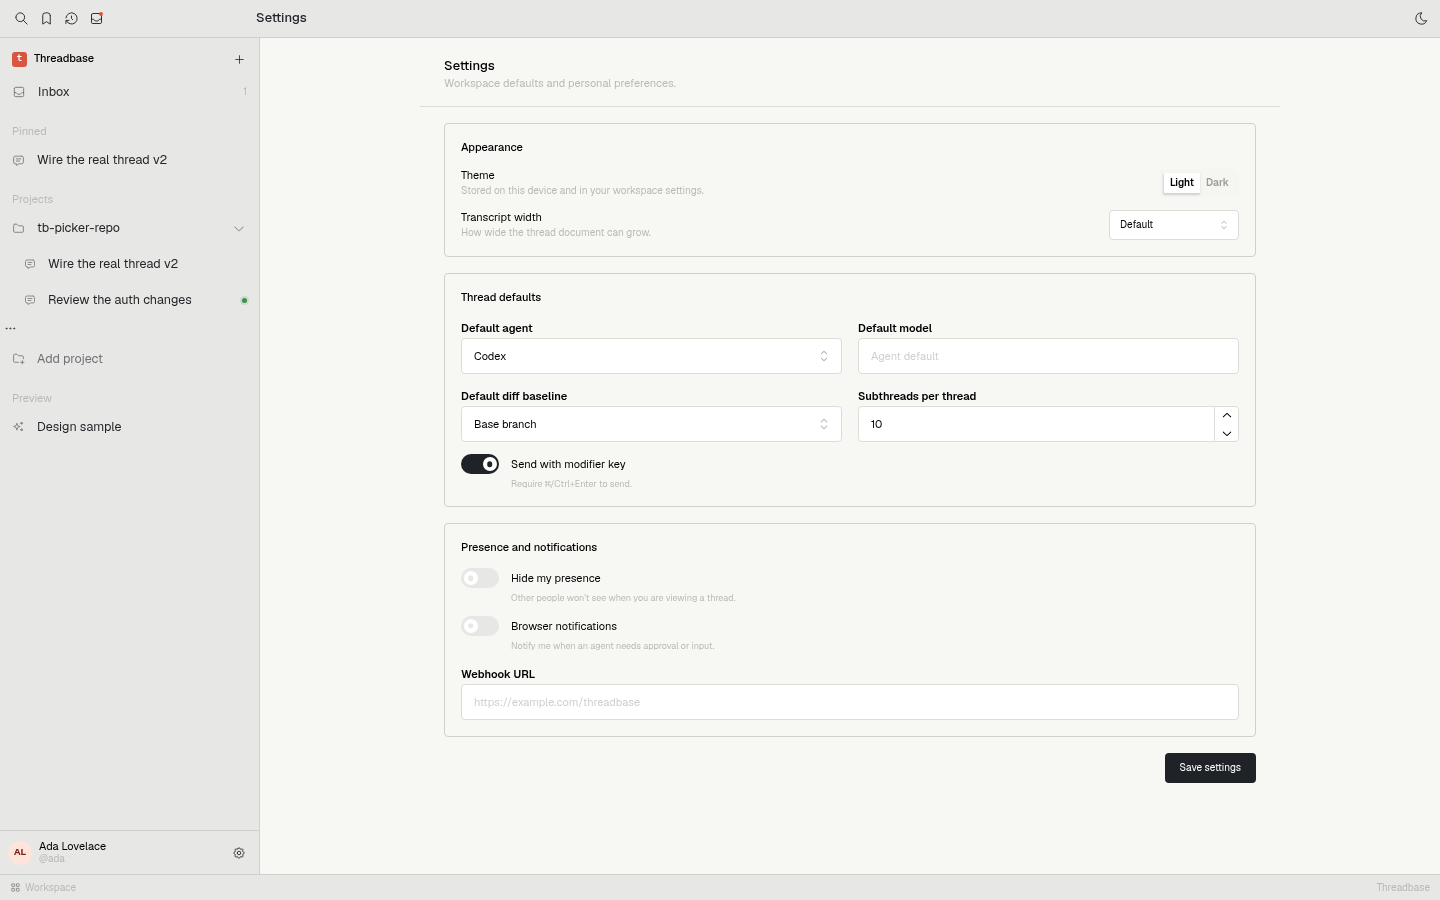 Settings
t Threadbase
Inbox 1
Pinned
Wire the real thread v2
Projects
tb-picker-repo
Wire the real thread v2
Review the auth changes
...
Add project
Preview
Design sample
AL Ada Lovelace
@ada
Settings
Workspace defaults and personal preferences.
Appearance
Theme
Stored on this device and in your workspace settings.
Light Dark
Transcript width
How wide the thread document can grow.
Default
Thread defaults
Default agent
Codex
Default model
Agent default
Default diff baseline
Base branch
Subthreads per thread
10
Send with modifier key
Require ⌘/Ctrl+Enter to send.
Presence and notifications
Hide my presence
Other people won't see when you are viewing a thread.
Browser notifications
Notify me when an agent needs approval or input.
Webhook URL
https://example.com/threadbase
Save settings
Workspace
Threadbase